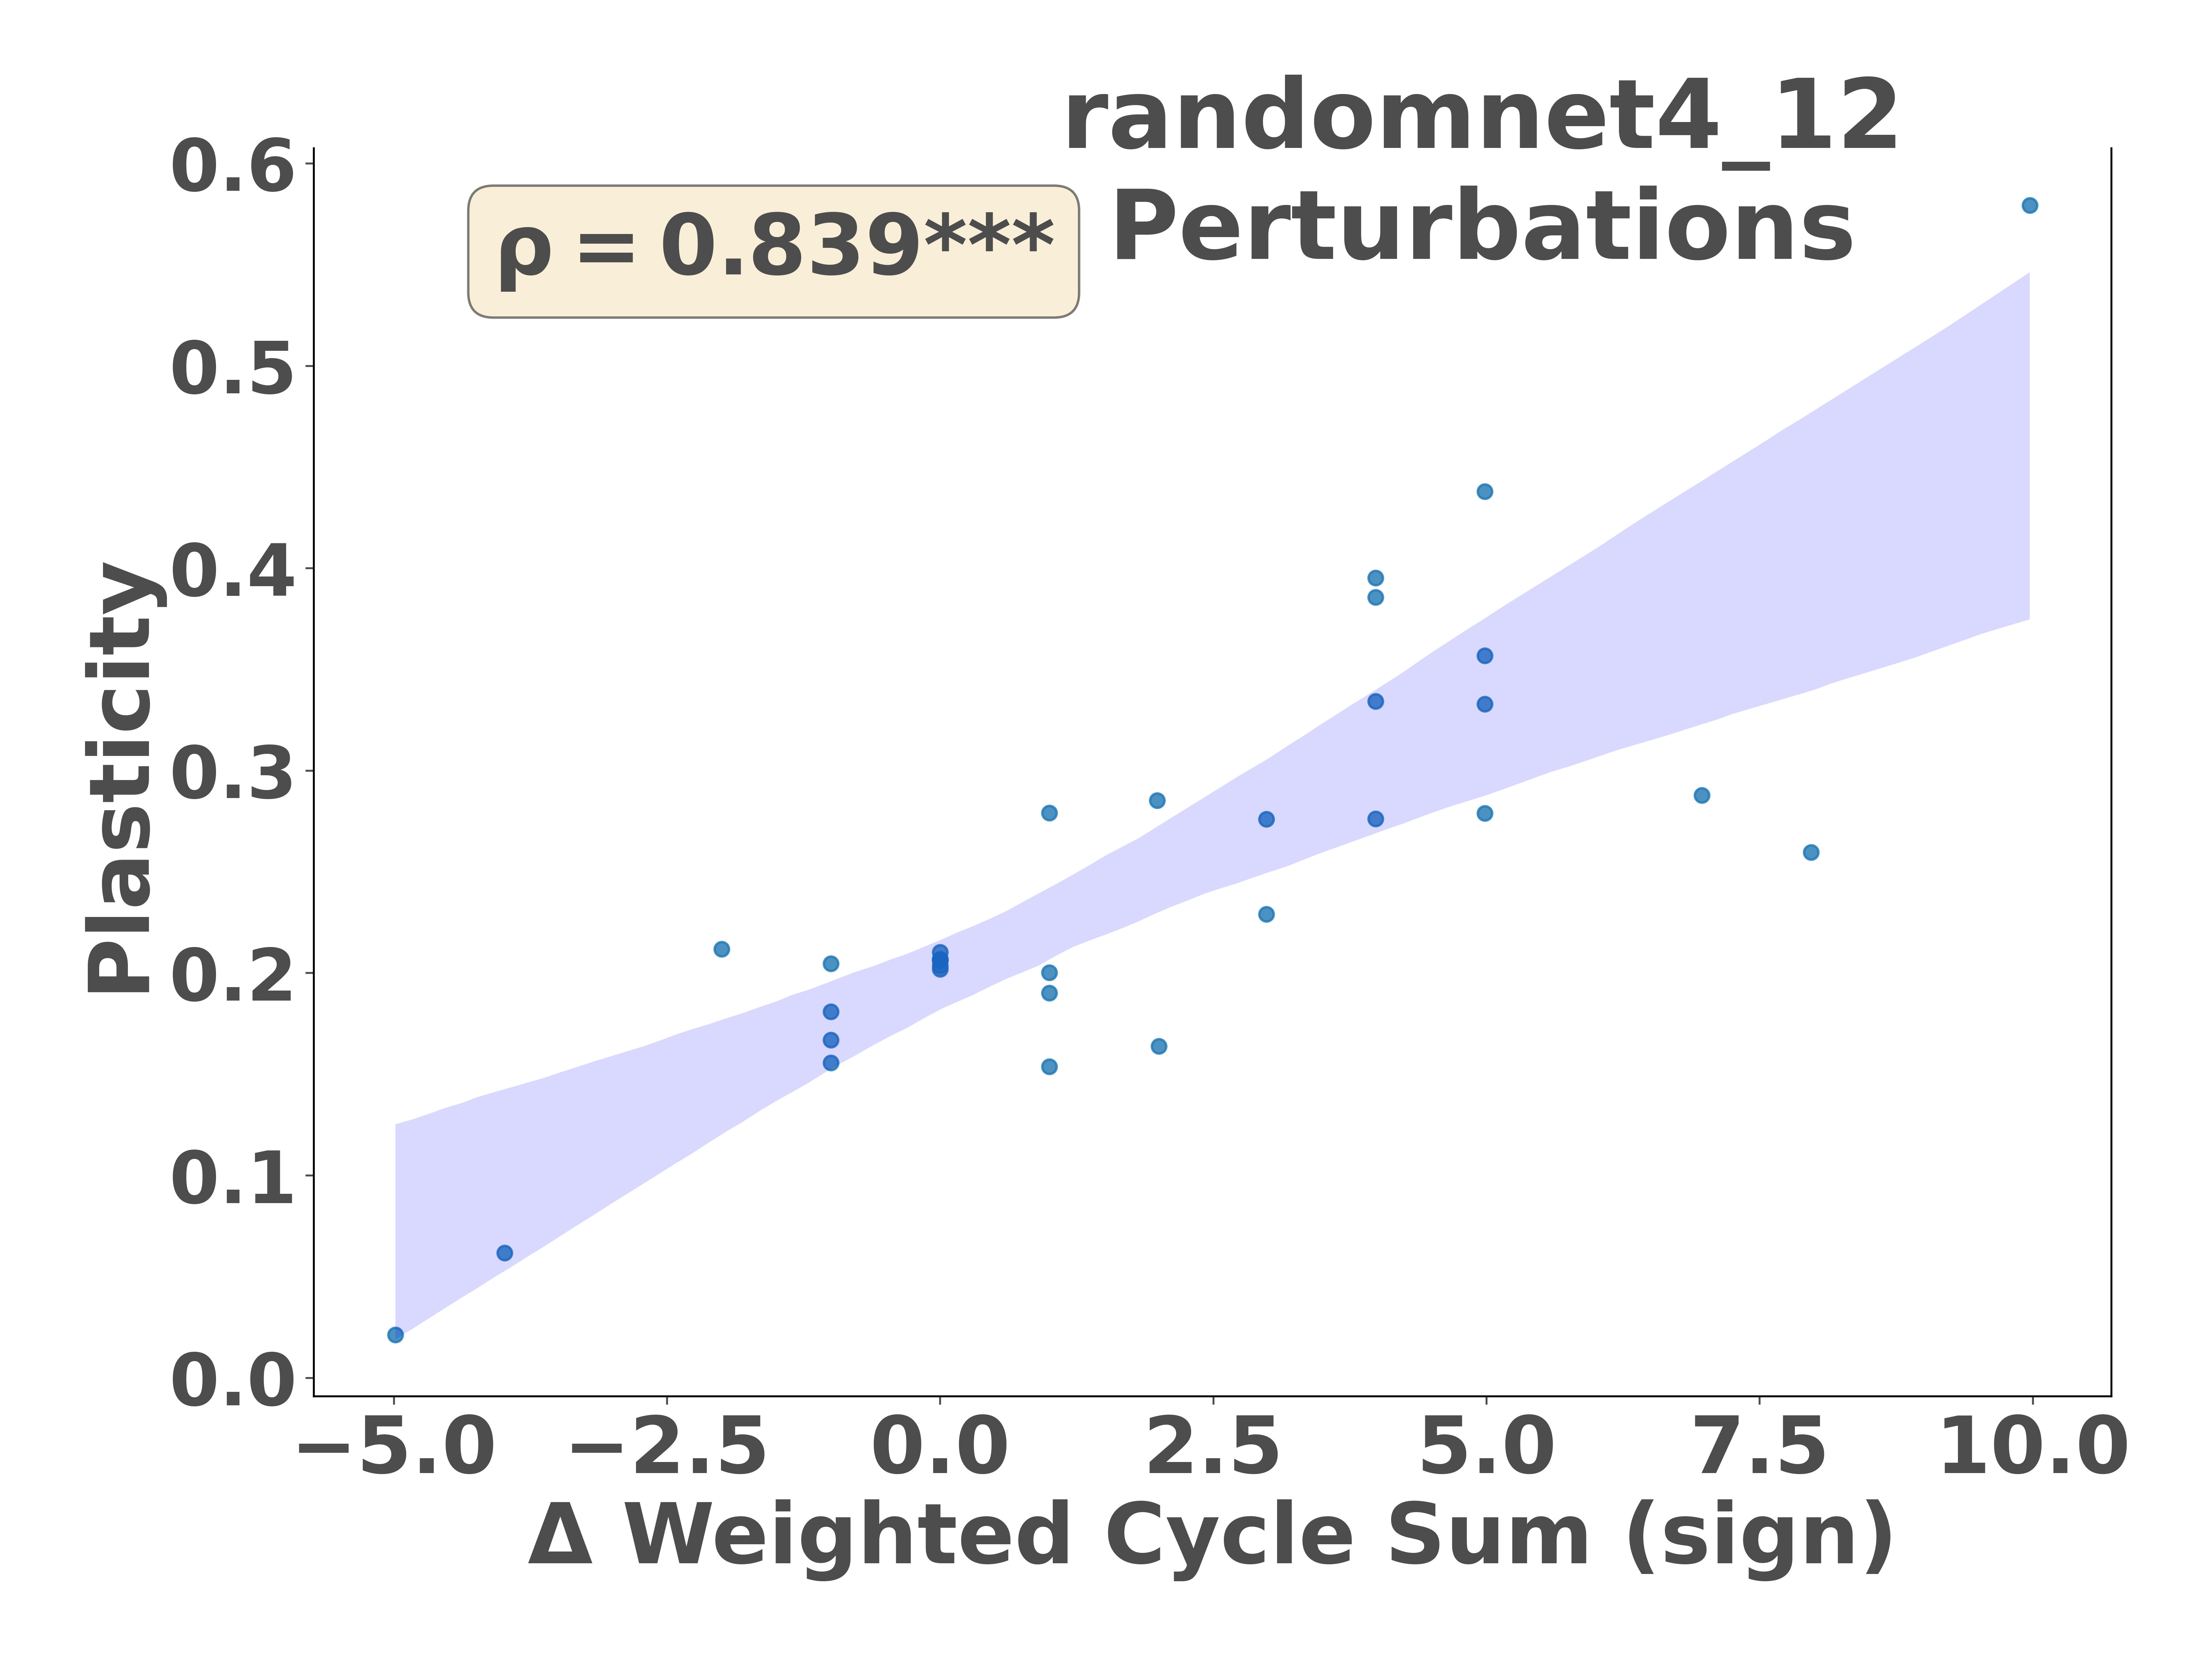 randomnet4_12
Perturbations
ρ = 0.839***
Plasticity
0.6
0.5
0.4
0.3
0.2
0.1
0.0
−5.0 −2.5 0.0 2.5 5.0 7.5 10.0
Δ Weighted Cycle Sum (sign)